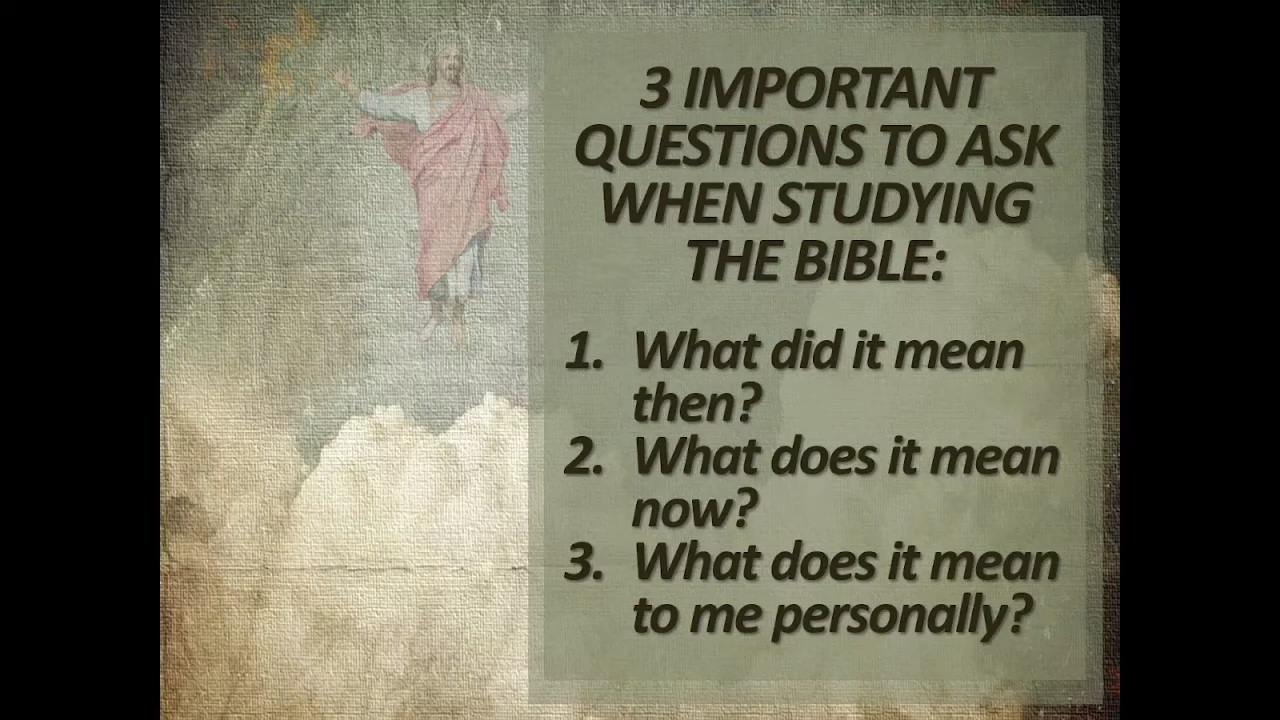 3 IMPORTANT
QUESTIONS TO ASK
WHEN STUDYING
THE BIBLE:
1. What did it mean
then?
2. What does it mean
now?
3. What does it mean
to me personally?